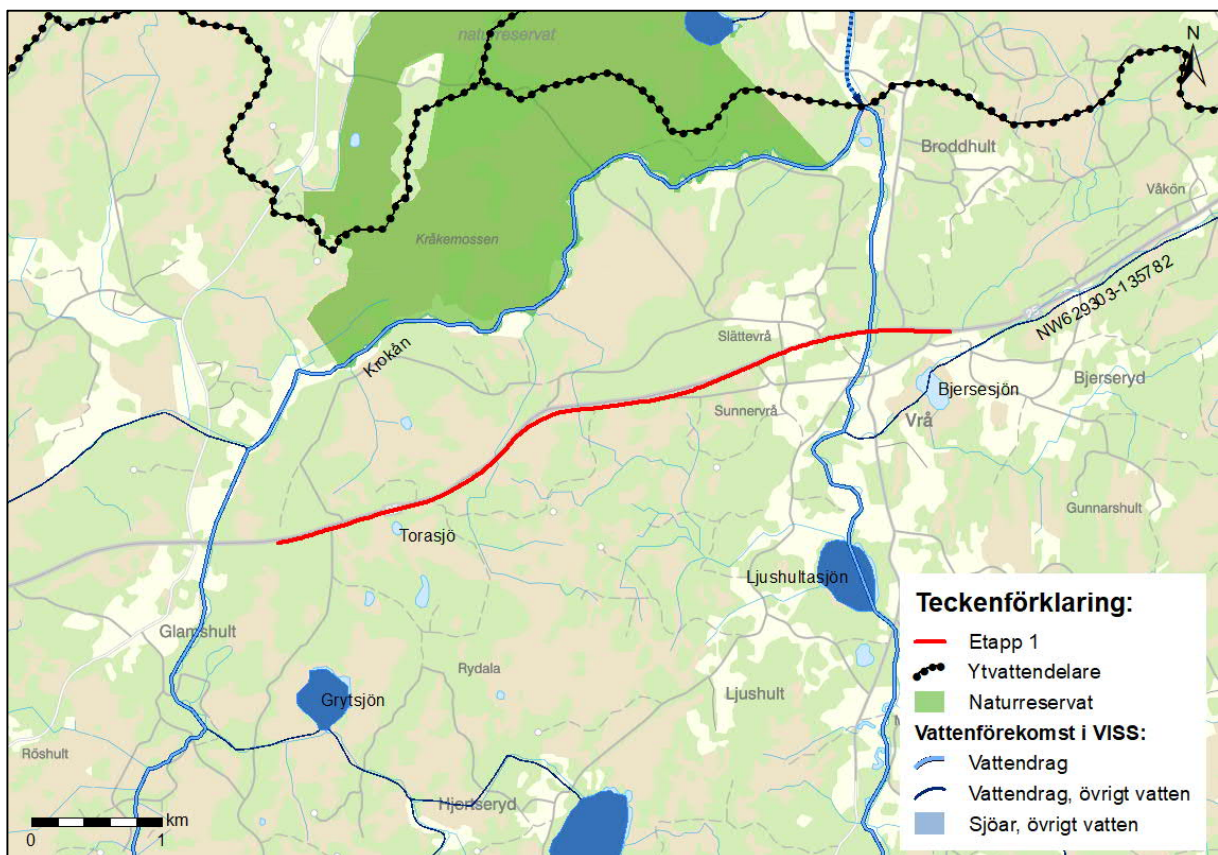 naturreservat
N
Broddhult
Våkön
Kråkemossen
NW629303-135782
Slättevrå
Krokån
Bjersesjön
Bjerseryd
Sunnervrå
Vrå
Gunnarshult
Torasjö
Ljushultasjön
Glamshult
Rydala
Ljushult
Grytsjön
Röshult
Hjortseryd
km
0 1
Teckenförklaring:
Etapp 1
Ytvattendelare
Naturreservat
Vattenförekomst i VISS:
Vattendrag
Vattendrag, övrigt vatten
Sjöar, övrigt vatten